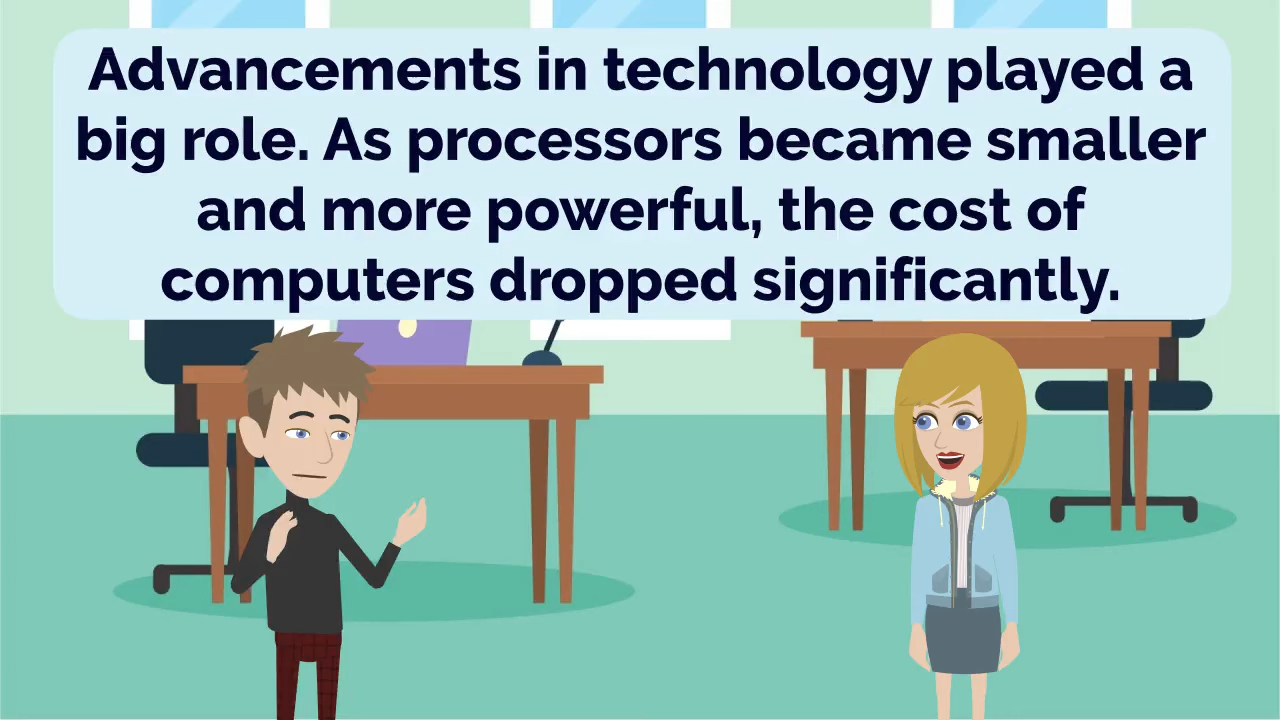 Advancements in technology played a
big role. As processors became smaller
and more powerful, the cost of
computers dropped significantly.